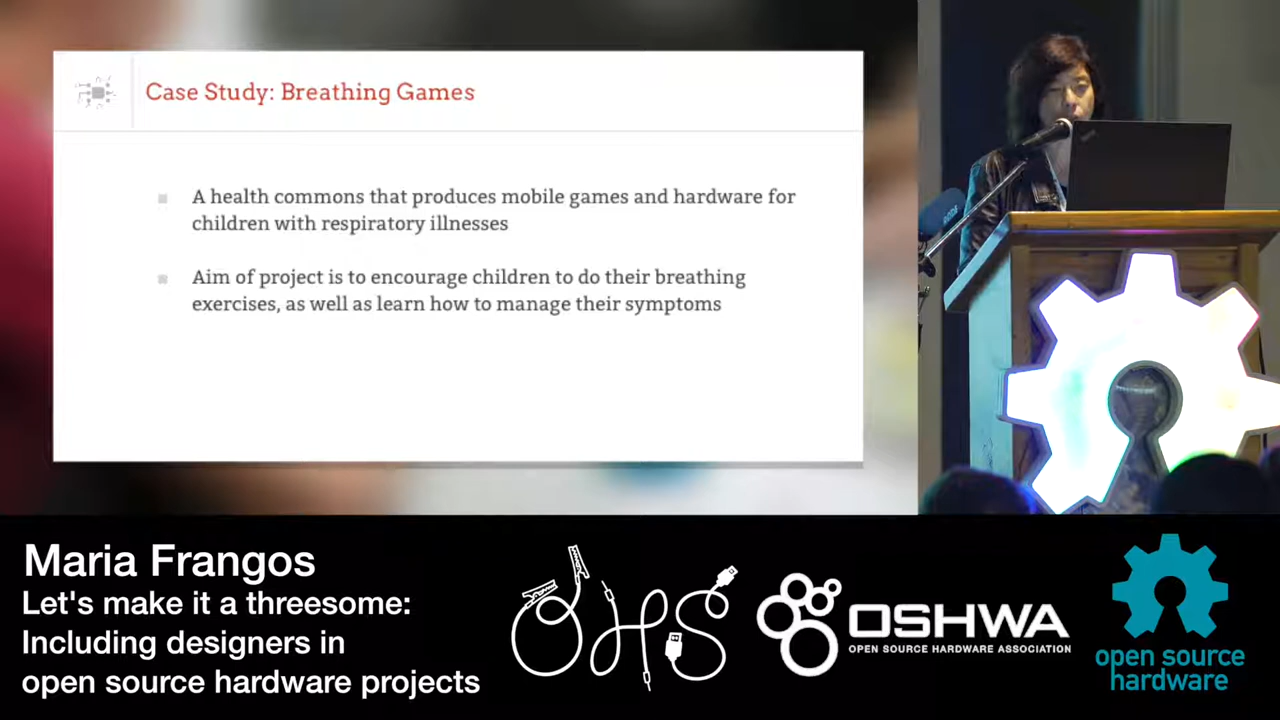 Case Study: Breathing Games
A health commons that produces mobile games and hardware for
children with respiratory illnesses
Aim of project is to encourage children to do their breathing
exercises, as well as learn how to manage their symptoms
RODE
Maria Frangos
Let's make it a threesome:
Including designers in
open source hardware projects
OHS
OSHWA
OPEN SOURCE HARDWARE ASSOCIATION
open source
hardware